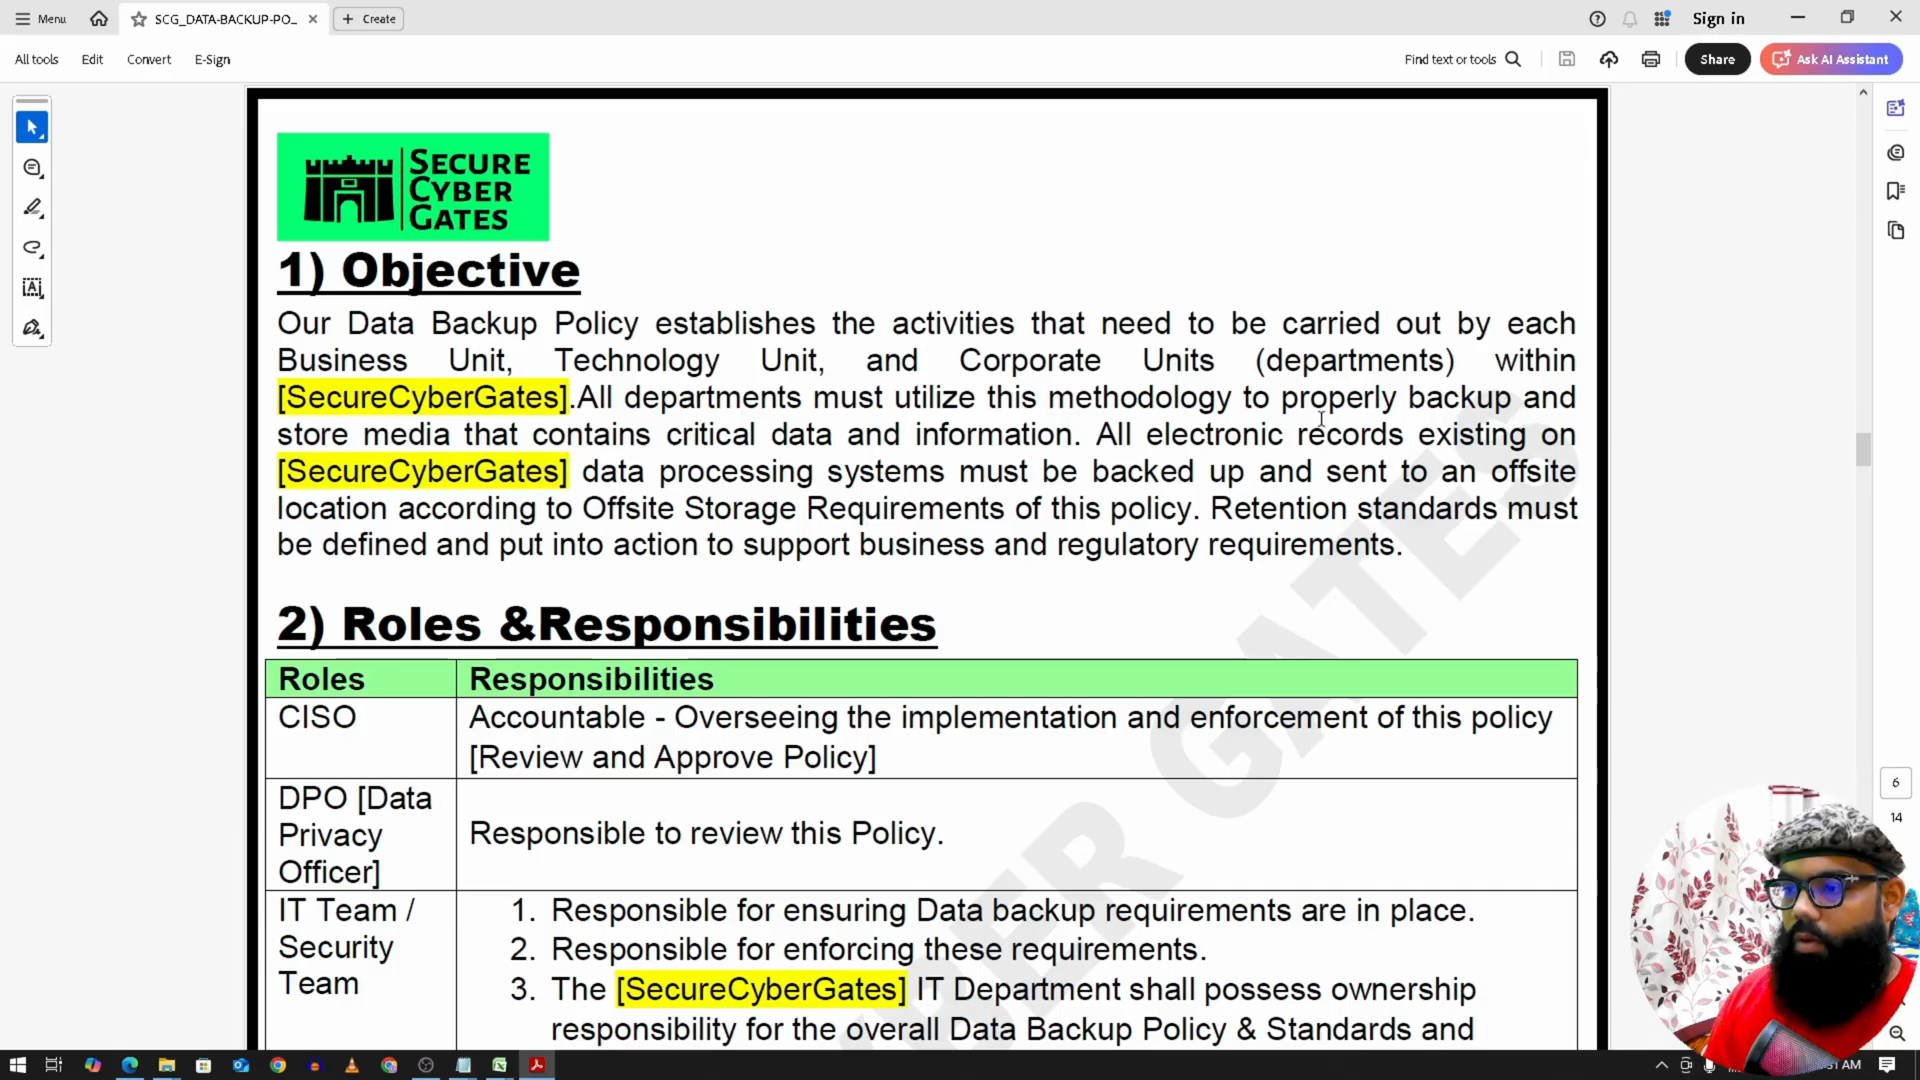 Menu
SCG_DATA-BACKUP-PO...
Create
Sign in
All tools
Edit
Convert
E-Sign
Find text or tools
Share
Ask AI Assistant
SECURE
CYBER
GATES
1) Objective
Our Data Backup Policy establishes the activities that need to be carried out by each
Business Unit, Technology Unit, and Corporate Units (departments) within
[SecureCyberGates].All departments must utilize this methodology to properly backup and
store media that contains critical data and information. All electronic records existing on
[SecureCyberGates] data processing systems must be backed up and sent to an offsite
location according to Offsite Storage Requirements of this policy. Retention standards must
be defined and put into action to support business and regulatory requirements.
2) Roles &Responsibilities
Roles
Responsibilities
CISO
Accountable - Overseeing the implementation and enforcement of this policy
[Review and Approve Policy]
DPO [Data
Privacy
Officer]
Responsible to review this Policy.
IT Team /
Security
Team
1. Responsible for ensuring Data backup requirements are in place.
2. Responsible for enforcing these requirements.
3. The [SecureCyberGates] IT Department shall possess ownership
responsibility for the overall Data Backup Policy & Standards and
GATES
6
14
AM